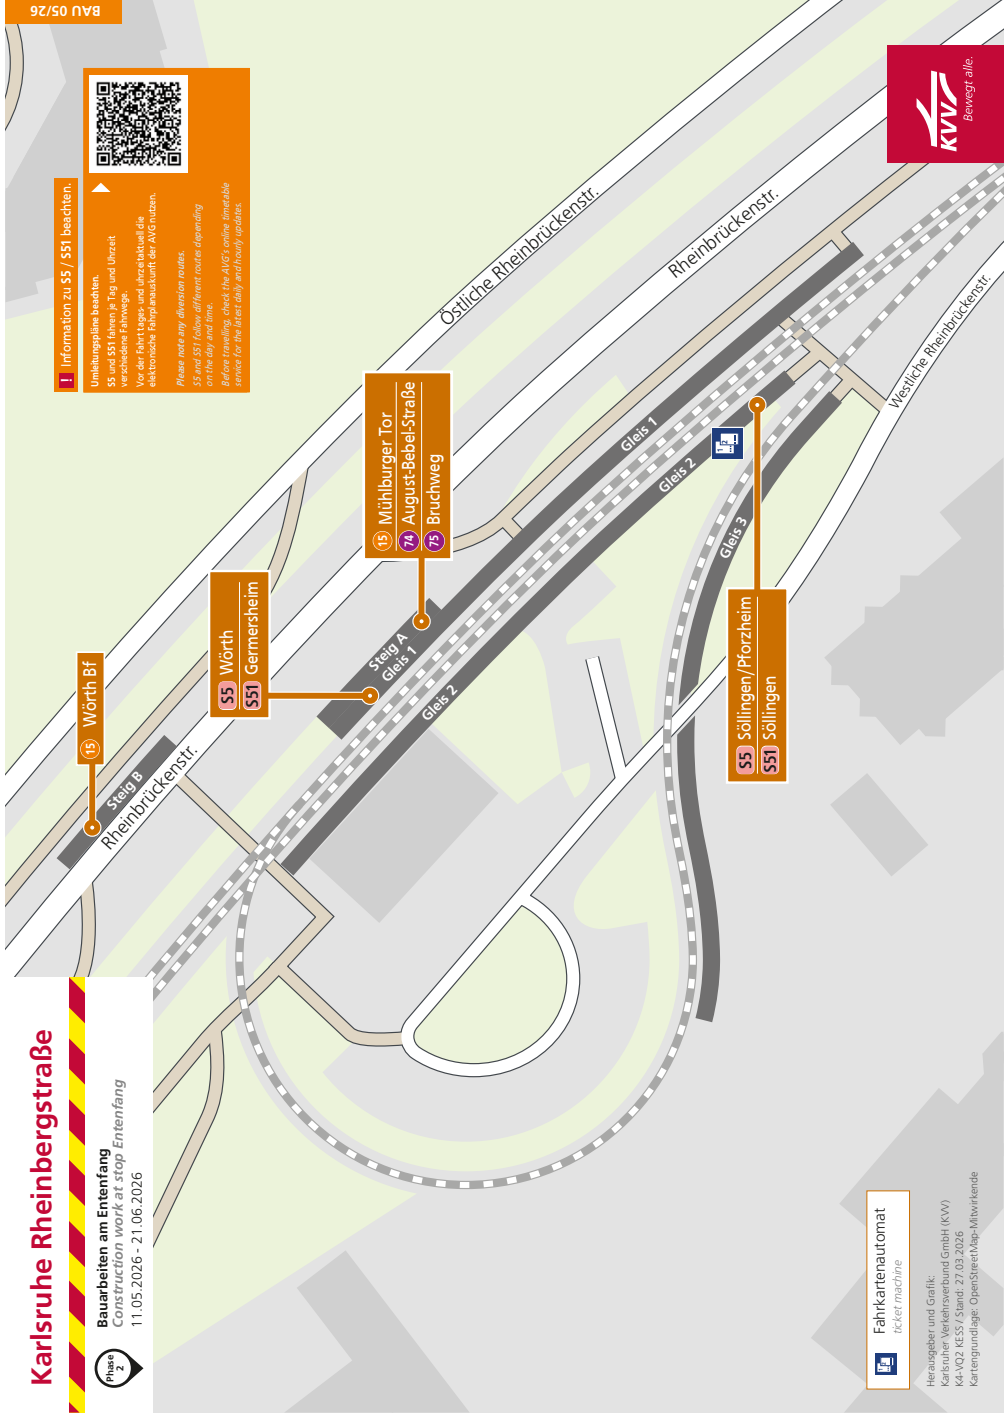 Karlsruhe Rheinbergstraße
Phase
2
Bauarbeiten am Entenfang
Construction work at stop Entenfang
11.05.2026 - 21.06.2026
BAU 05/26
! Information zu S5 / S51 beachten.
Umleitungspläne beachten.
S5 und S51 fahren je Tag und Uhrzeit
verschiedene Fahrwege.
Vor der Fahrt tages- und uhrzeitaktuell die
elektronische Fahrplanauskunft der AVG nutzen.
Please note any diversion routes.
S5 and S51 follow different routes depending
on the day and time.
Before travelling, check the AVG's online timetable
service for the latest daily and hourly updates.
15 Wörth Bf
Steig B
Rheinbrückenstr.
S5 Wörth
S51 Germersheim
15 Mühlburger Tor
74 August-Bebel-Straße
75 Bruchweg
Östliche Rheinbrückenstr.
Rheinbrückenstr.
Steig A
Gleis 1
Gleis 2
Gleis 1
Gleis 2
1 2
Gleis 3
S5 Söllingen/Pforzheim
S51 Söllingen
Westliche Rheinbrückenstr.
KVV
Bewegt alle.
Fahrkartenautomat
ticket machine
Herausgeber und Grafik:
Karlsruher Verkehrsverbund GmbH (KVV)
K4-VQ2 KESS / Stand: 27.03.2026
Kartengrundlage: OpenStreetMap-Mitwirkende